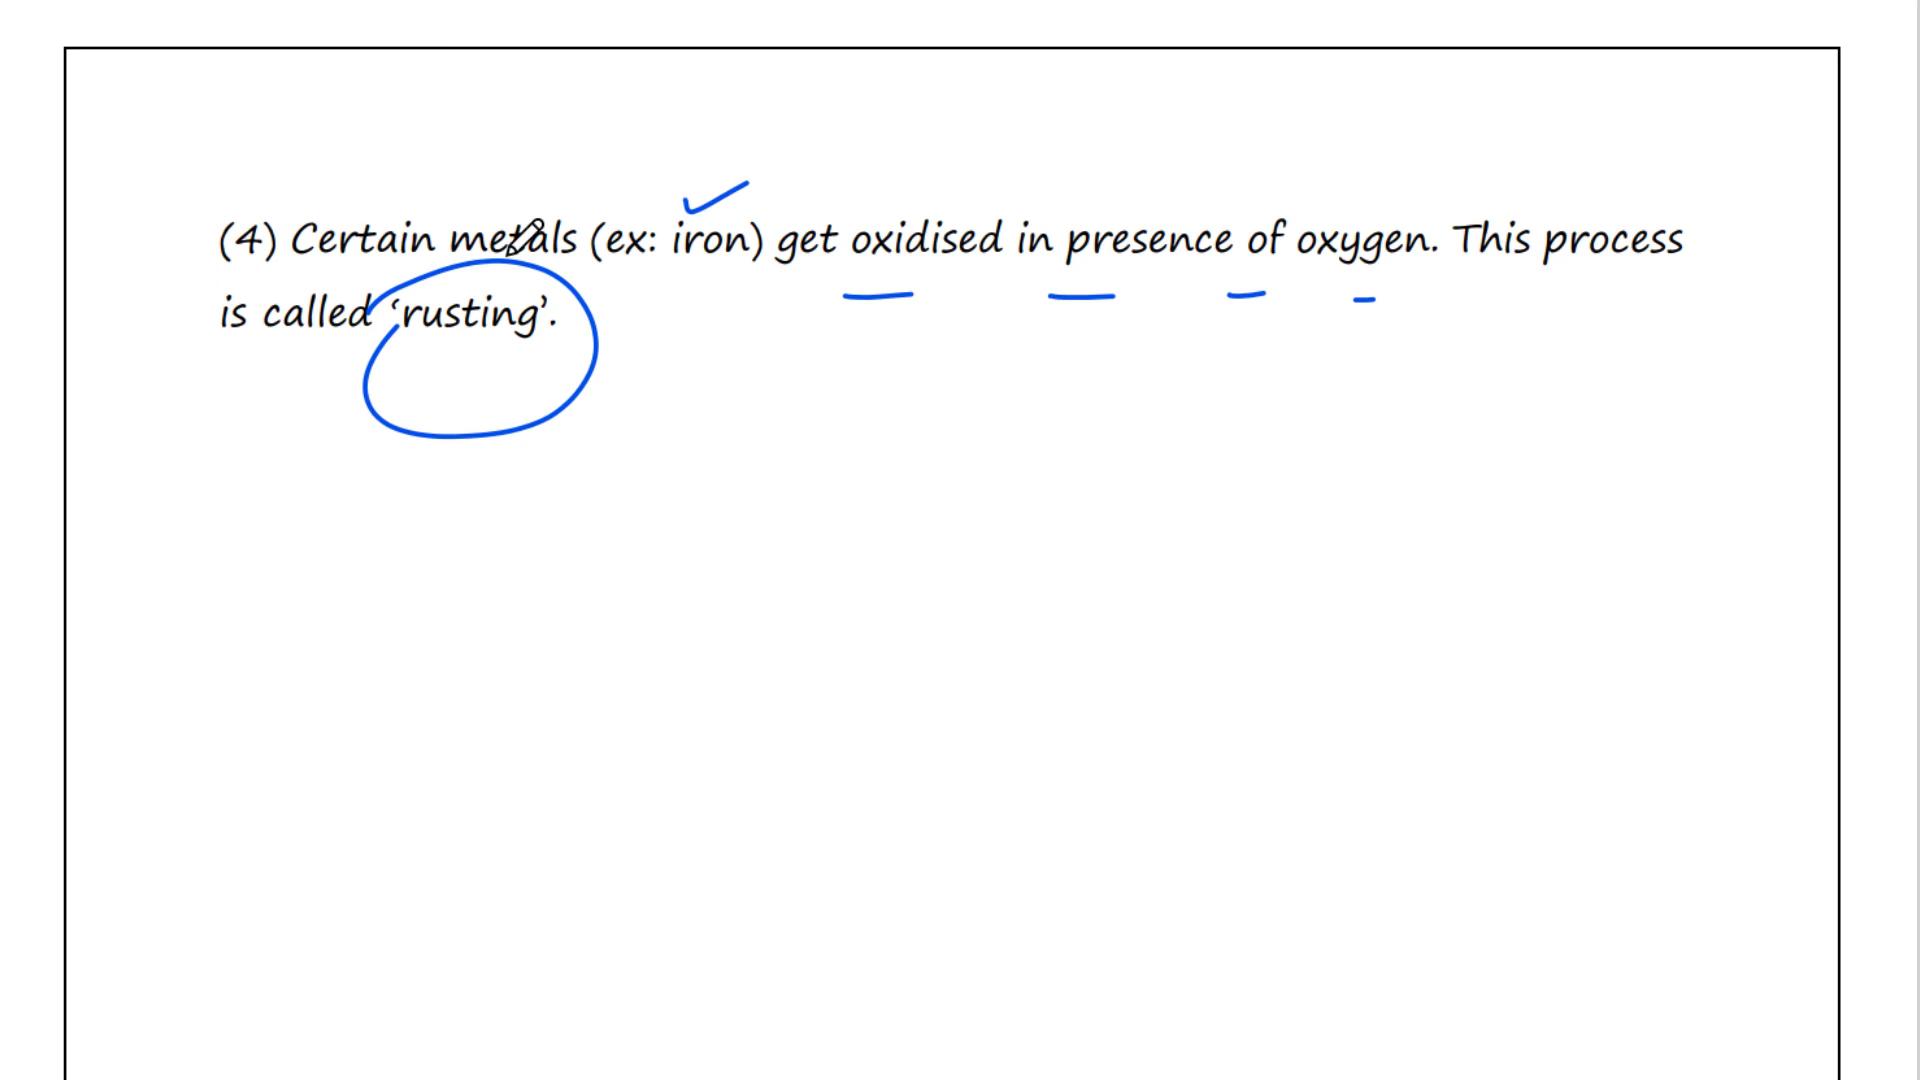 (4) Certain metals (ex: iron) get oxidised in presence of oxygen. This process
is called ‘rusting’.